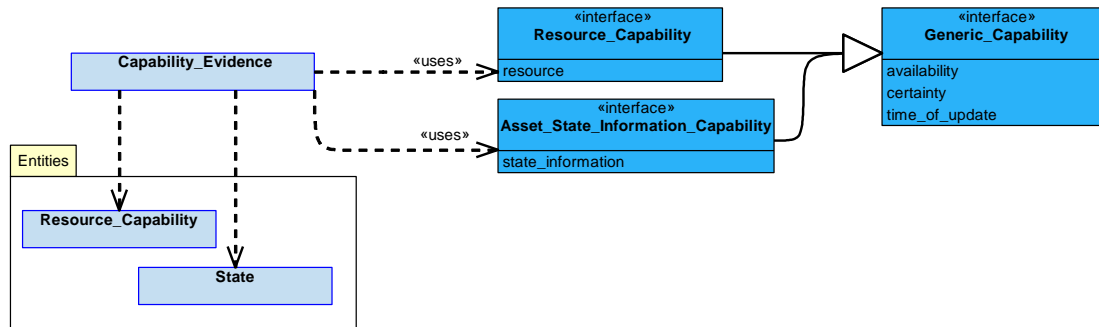 Capability_Evidence
«uses»
«uses»
«interface»
Resource_Capability
resource
«interface»
Asset_State_Information_Capability
state_information
«interface»
Generic_Capability
availability
certainty
time_of_update
Entities
Resource_Capability
State